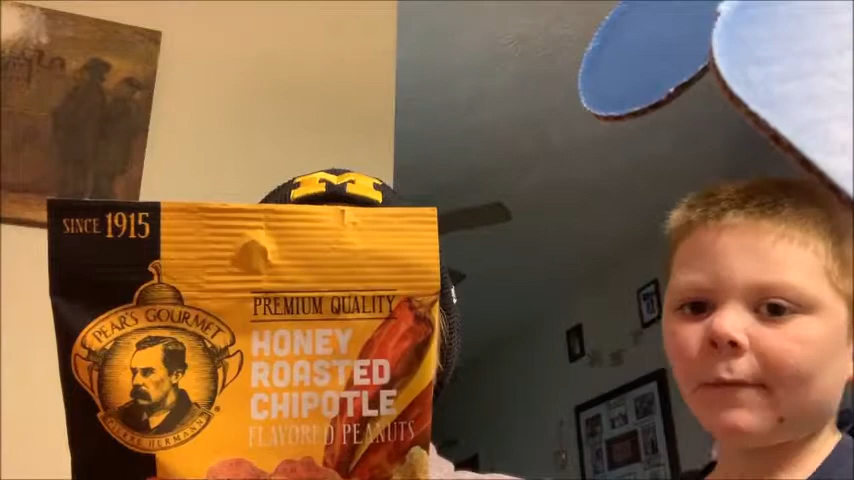 SINCE 1915
PEAR'S GOURMET
PIERRE HERMANN
PREMIUM QUALITY
HONEY
ROASTED
CHIPOTLE
FLAVORED PEANUTS